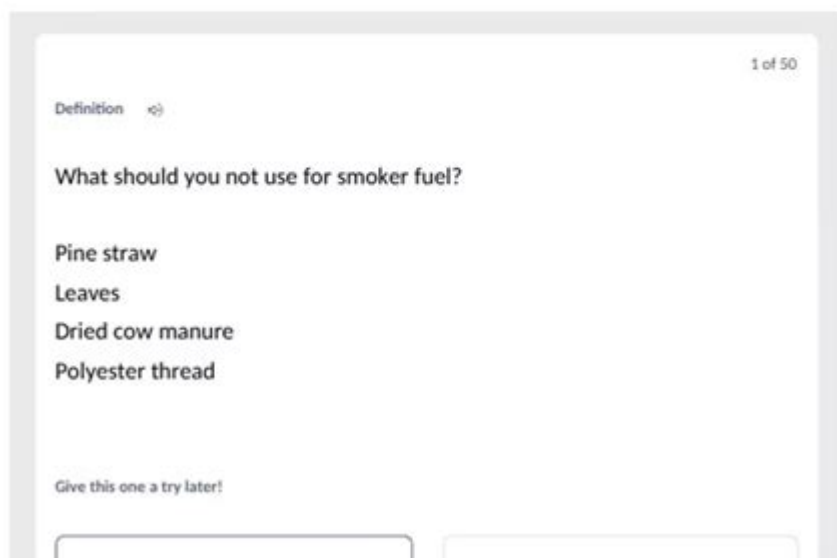 1 of 50
Definition
What should you not use for smoker fuel?
Pine straw
Leaves
Dried cow manure
Polyester thread
Give this one a try later!